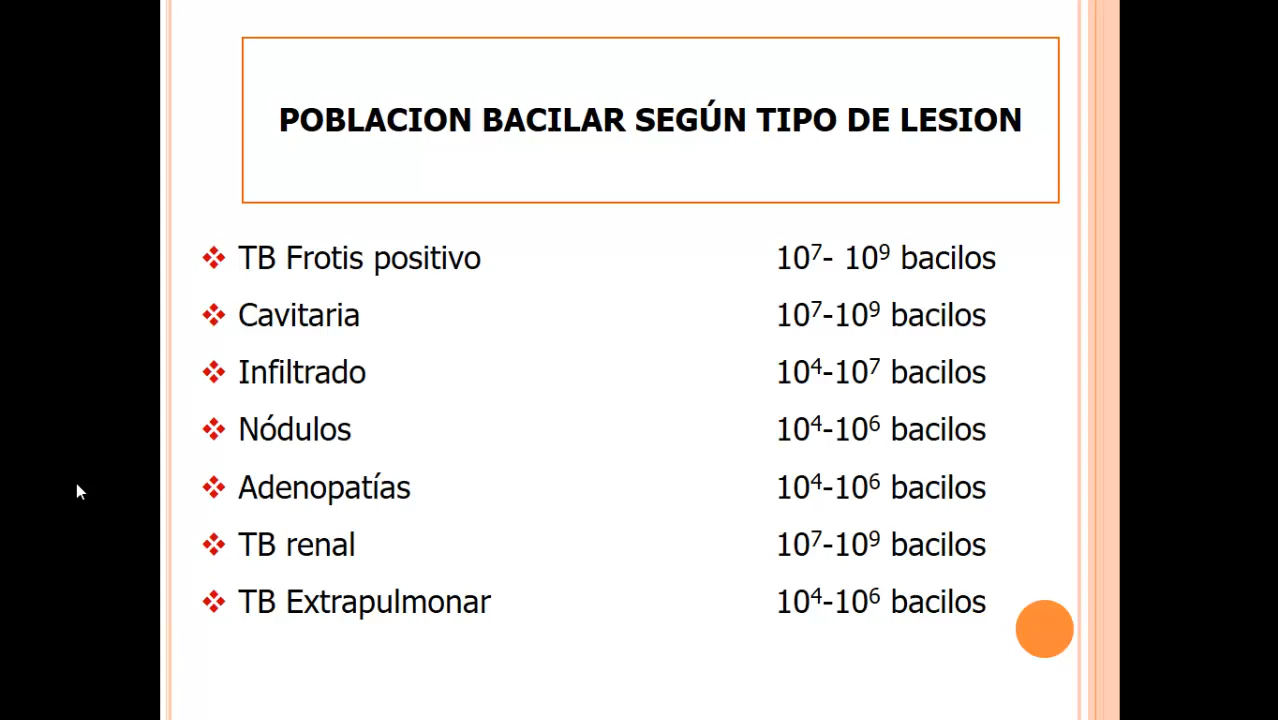 POBLACION BACILAR SEGÚN TIPO DE LESION
❖ TB Frotis positivo 10⁷- 10⁹ bacilos
❖ Cavitaria 10⁷-10⁹ bacilos
❖ Infiltrado 10⁴-10⁷ bacilos
❖ Nódulos 10⁴-10⁶ bacilos
❖ Adenopatías 10⁴-10⁶ bacilos
❖ TB renal 10⁷-10⁹ bacilos
❖ TB Extrapulmonar 10⁴-10⁶ bacilos